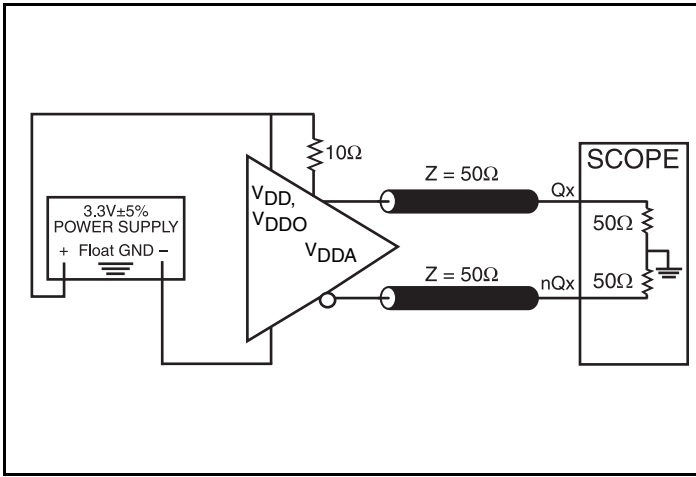 10Ω
Z = 50Ω
Qx
SCOPE
3.3V±5%
POWER SUPPLY
+ Float GND −
VDD,
VDDO
VDDA
50Ω
Z = 50Ω
nQx
50Ω